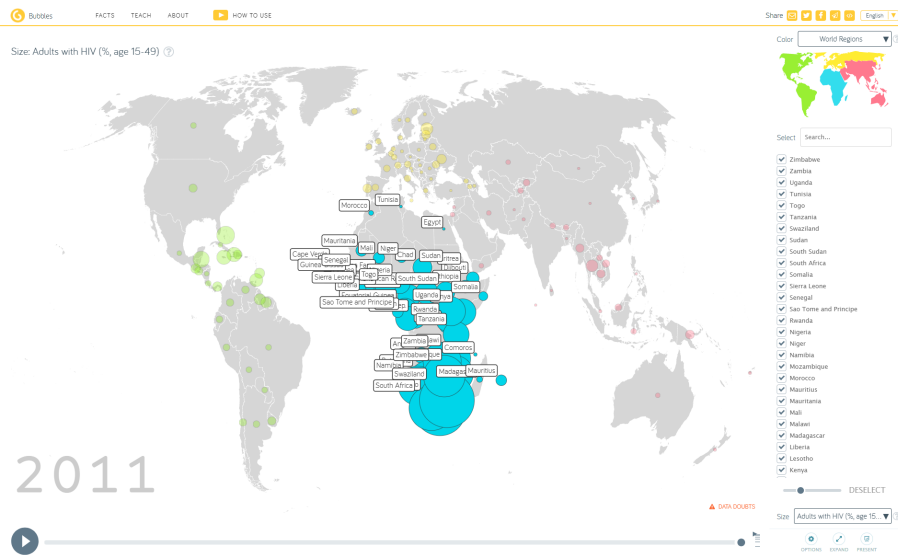 Bubbles
FACTS
TEACH
ABOUT
HOW TO USE
Share
English
Size: Adults with HIV (%, age 15-49)
Tunisia
Morocco
Egypt
Mauritania
Mali
Niger
Chad
Sudan
Cape Verde
Senegal
Djibouti
Togo
South Sudan
Sierra Leone
Somalia
Liberia
Uganda
Sao Tome and Principe
Rwanda
Tanzania
Zambia
Comoros
Zimbabwe
Namibia
Swaziland
Mauritius
South Africa
2011
Color
World Regions
Select
Search...
Zimbabwe
Zambia
Uganda
Tunisia
Togo
Tanzania
Swaziland
Sudan
South Sudan
South Africa
Somalia
Sierra Leone
Senegal
Sao Tome and Principe
Rwanda
Nigeria
Niger
Namibia
Mozambique
Morocco
Mauritius
Mauritania
Mali
Malawi
Madagascar
Liberia
Lesotho
Kenya
DESELECT
DATA DOUBTS
Size
Adults with HIV (%, age 15...
OPTIONS
EXPAND
PRESENT